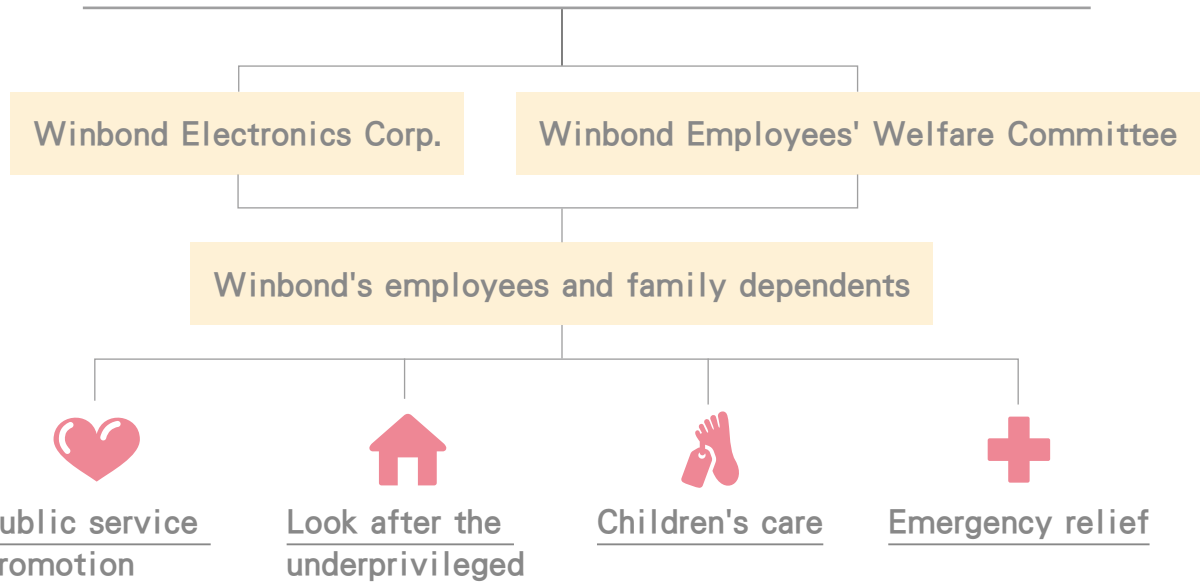 Winbond Electronics Corp.
Winbond Employees' Welfare Committee
Winbond's employees and family dependents
ublic service
romotion
Look after the
underprivileged
Children's care
Emergency relief